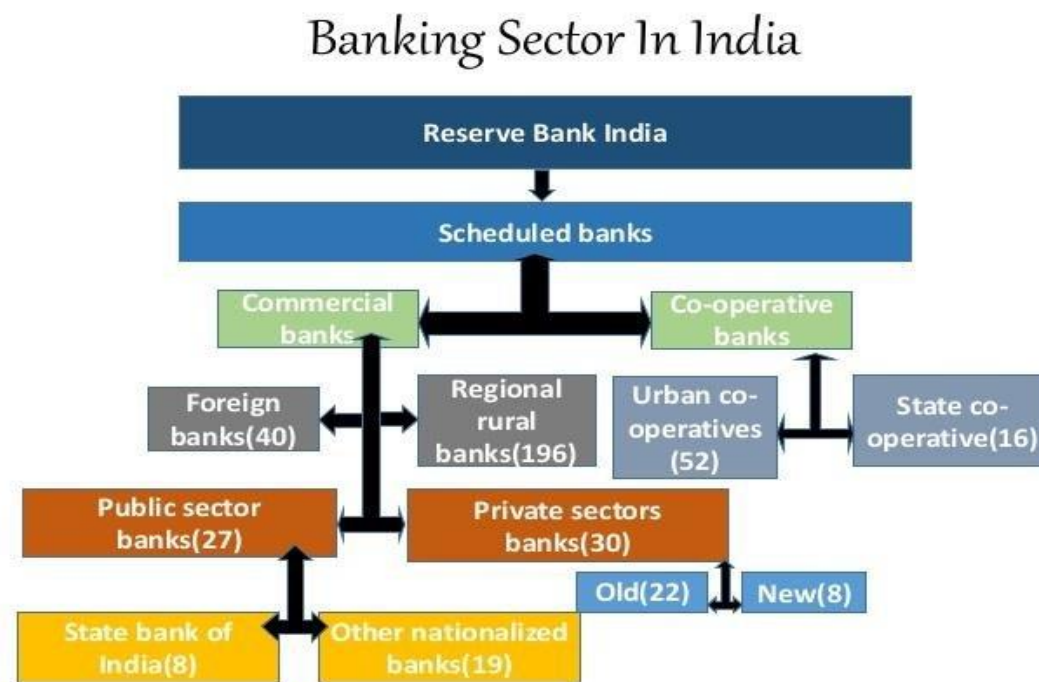 Banking Sector In India
Reserve Bank India
Scheduled banks
Commercial
banks
Co-operative
banks
Foreign
banks(40)
Regional
rural
banks(196)
Urban co-
operatives
(52)
State co-
operative(16)
Public sector
banks(27)
Private sectors
banks(30)
Old(22)
New(8)
State bank of
India(8)
Other nationalized
banks(19)